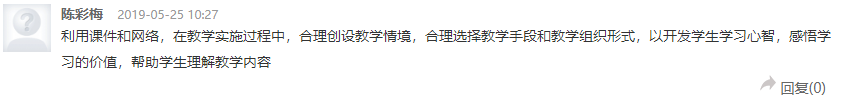 陈彩梅 2019-05-25 10:27
利用课件和网络，在教学实施过程中，合理创设教学情境，合理选择教学手段和教学组织形式，以开发学生学习心智，感悟学
习的价值，帮助学生理解教学内容
回复(0)